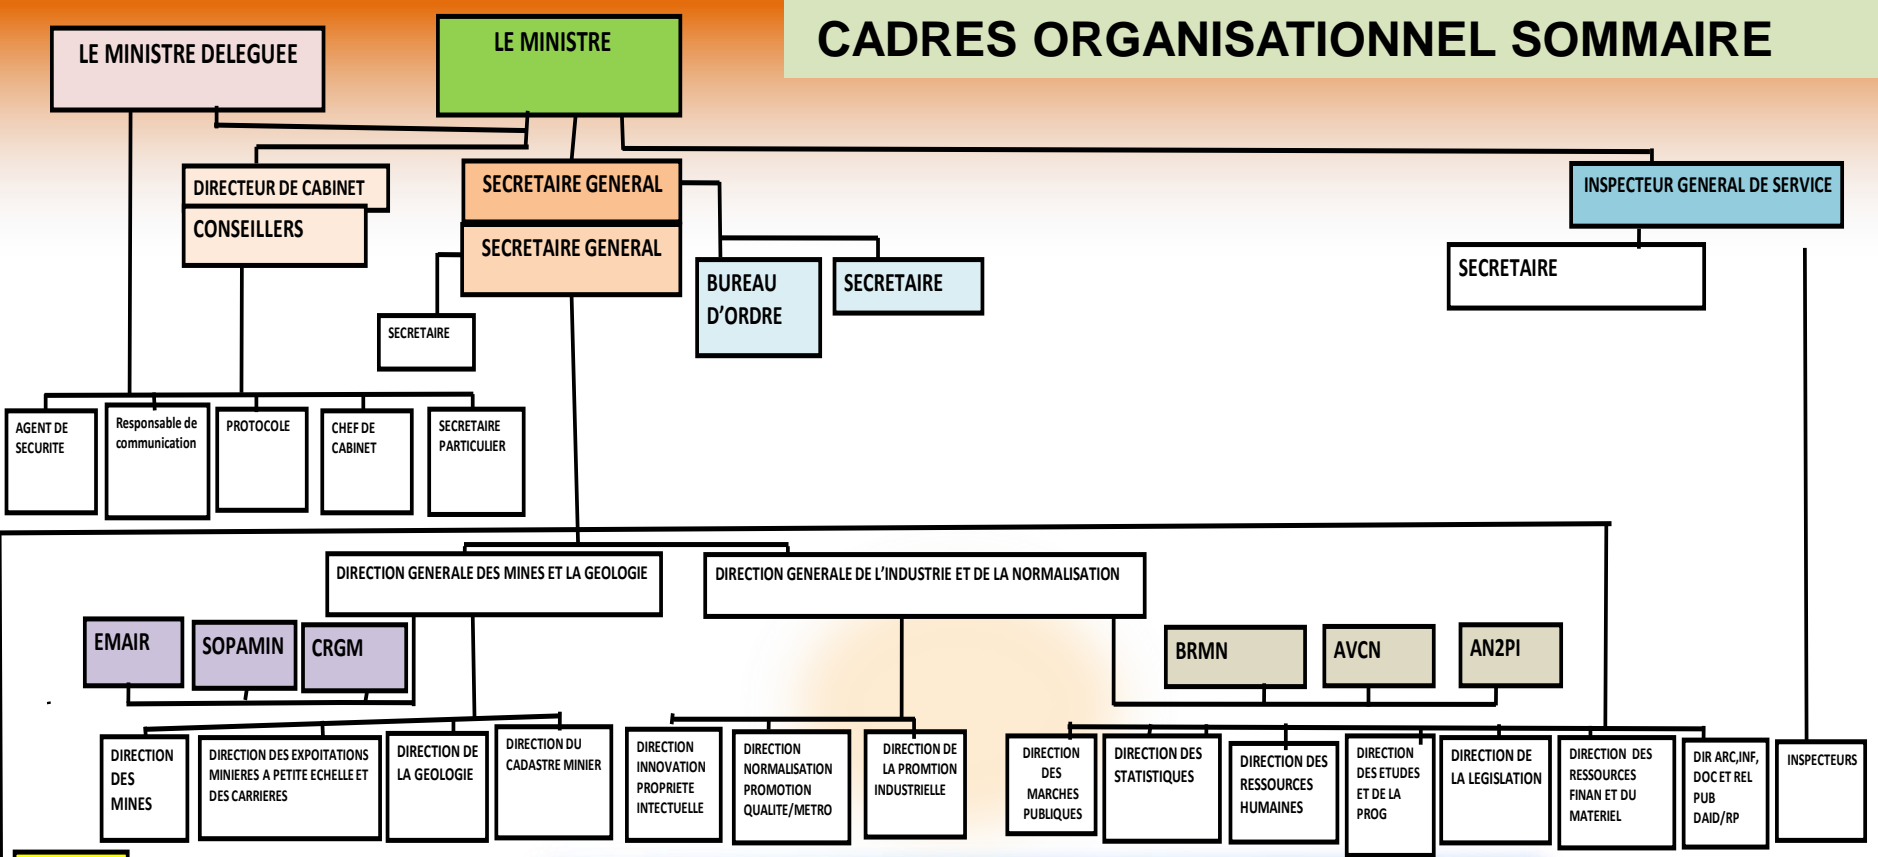 CADRES ORGANISATIONNEL SOMMAIRE
LE MINISTRE DELEGUEE
LE MINISTRE
DIRECTEUR DE CABINET
CONSEILLERS
SECRETAIRE GENERAL
SECRETAIRE GENERAL
INSPECTEUR GENERAL DE SERVICE
SECRETAIRE
BUREAU
D’ORDRE
SECRETAIRE
SECRETAIRE
AGENT DE
SECURITE
Responsable de
communication
PROTOCOLE
CHEF DE
CABINET
SECRETAIRE
PARTICULIER
DIRECTION GENERALE DES MINES ET LA GEOLOGIE
DIRECTION GENERALE DE L’INDUSTRIE ET DE LA NORMALISATION
EMAIR
SOPAMIN
CRGM
BRMN
AVCN
AN2PI
DIRECTION
DES
MINES
DIRECTION DES EXPOITATIONS
MINIERES A PETITE ECHELLE ET
DES CARRIERES
DIRECTION DE
LA GEOLOGIE
DIRECTION DU
CADASTRE MINIER
DIRECTION
INNOVATION
PROPRIETE
INTECTUELLE
DIRECTION
NORMALISATION
PROMOTION
QUALITE/METRO
DIRECTION DE
LA PROMTION
INDUSTRIELLE
DIRECTION
DES
MARCHES
PUBLIQUES
DIRECTION DES
STATISTIQUES
DIRECTION DES
RESSOURCES
HUMAINES
DIRECTION
DES ETUDES
ET DE LA
PROG
DIRECTION DE
LA LEGISLATION
DIRECTION DES
RESSOURCES
FINAN ET DU
MATERIEL
DIR ARC,INF,
DOC ET REL
PUB
DAID/RP
INSPECTEURS